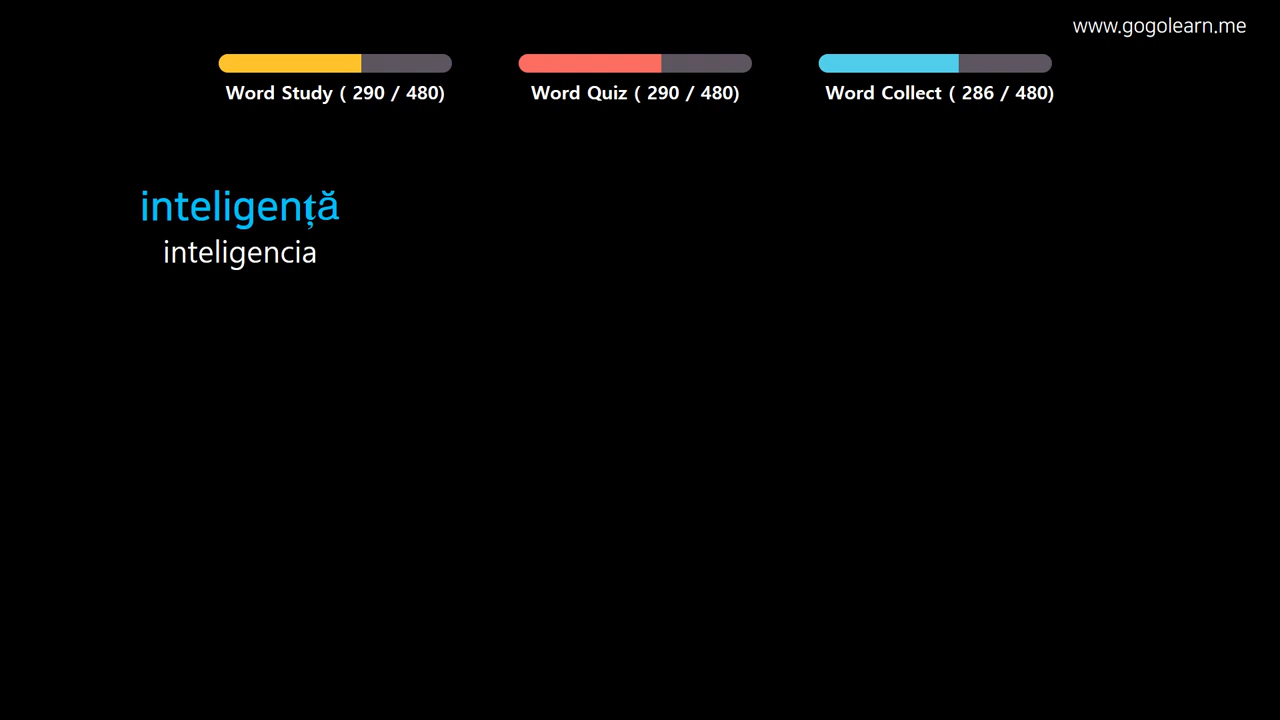 www.gogolearn.me
Word Study ( 290 / 480)
Word Quiz ( 290 / 480)
Word Collect ( 286 / 480)
inteligență
inteligencia